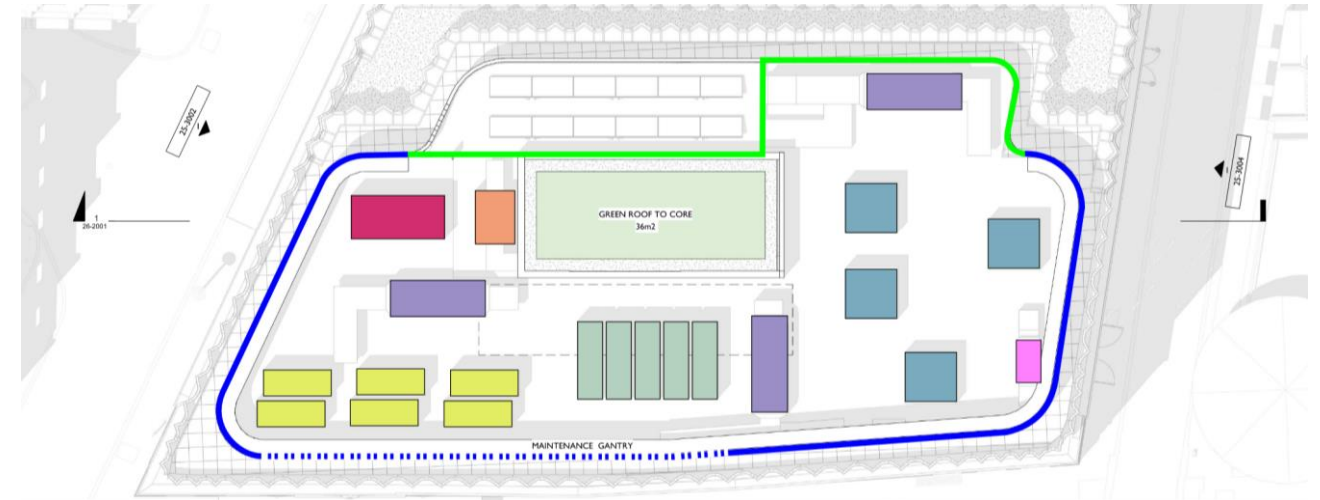 25-3002
25-3004
1
26-2001
GREEN ROOF TO CORE
36m2
MAINTENANCE GANTRY